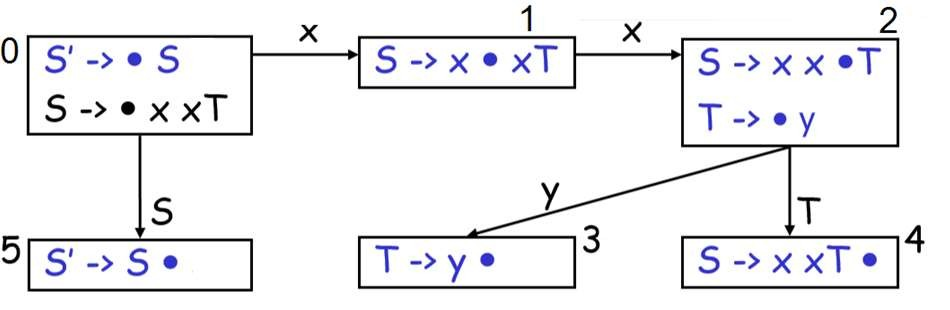 0
S' -> • S
S -> • x xT
x
1
S -> x • xT
x
2
S -> x x •T
T -> • y
S
y
T
5
S' -> S •
T -> y •
3
S -> x xT •
4